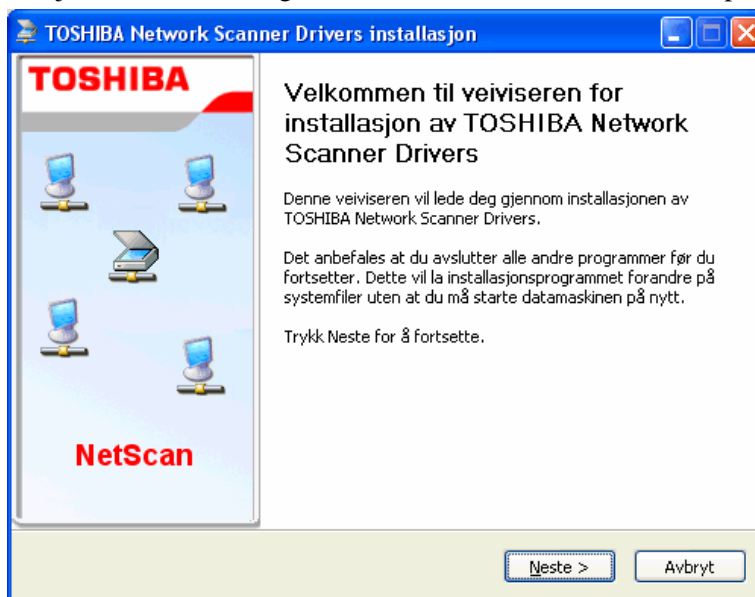 TOSHIBA Network Scanner Drivers installasjon
TOSHIBA
NetScan
Velkommen til veiviseren for
installasjon av TOSHIBA Network
Scanner Drivers
Denne veiviseren vil lede deg gjennom installasjonen av
TOSHIBA Network Scanner Drivers.
Det anbefales at du avslutter alle andre programmer før du
fortsetter. Dette vil la installasjonsprogrammet forandre på
systemfiler uten at du må starte datamaskinen på nytt.
Trykk Neste for å fortsette.
Neste >
Avbryt